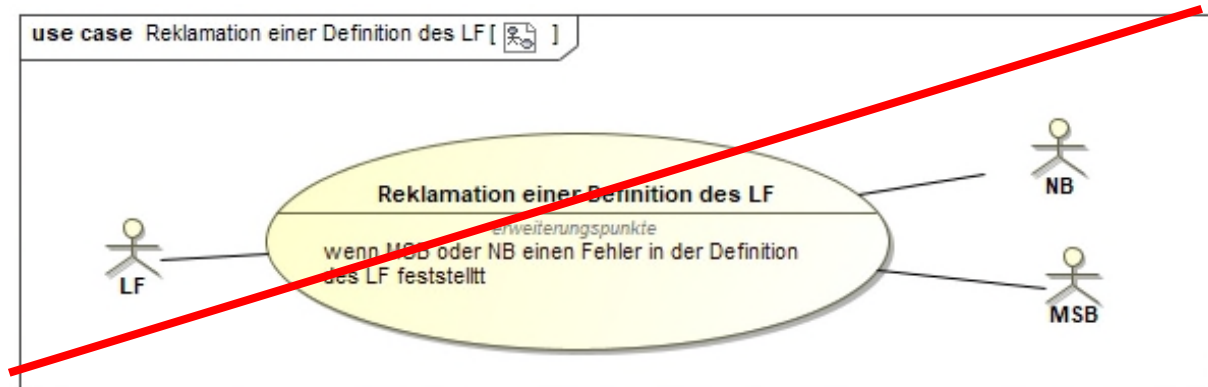 use case Reklamation einer Definition des LF [ ]
NB
Reklamation einer Definition des LF
erweiterungspunkte
wenn MSB oder NB einen Fehler in der Definition
des LF feststelltt
LF
MSB